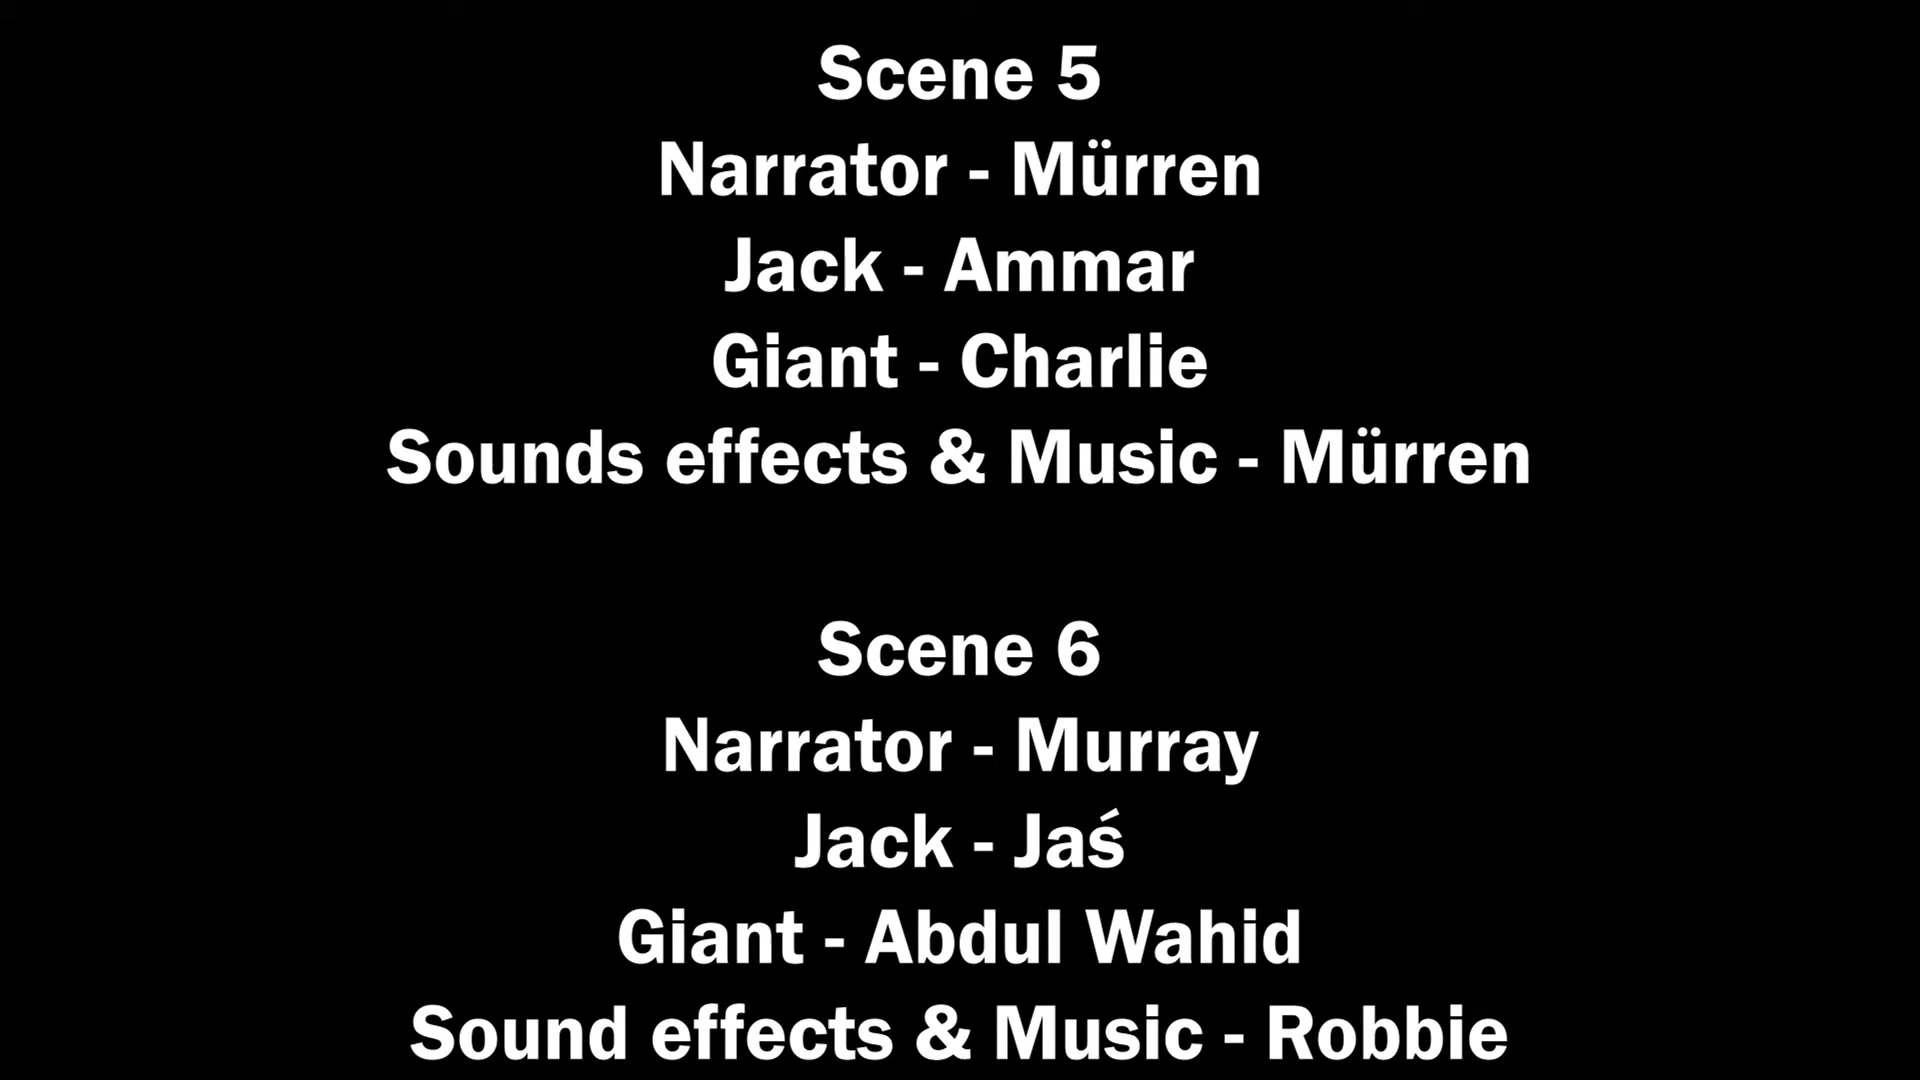 Scene 5
Narrator - Mürren
Jack - Ammar
Giant - Charlie
Sounds effects & Music - Mürren
Scene 6
Narrator - Murray
Jack - Jaś
Giant - Abdul Wahid
Sound effects & Music - Robbie